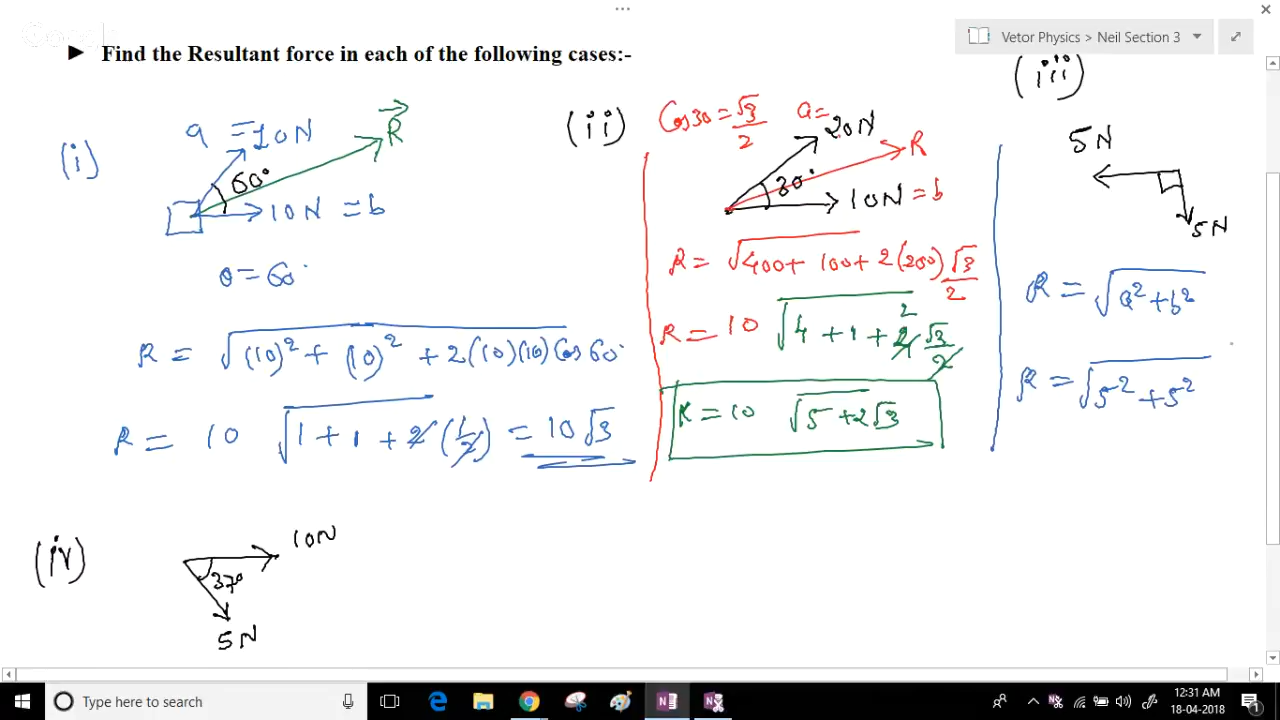 Vetor Physics > Neil Section 3
► Find the Resultant force in each of the following cases:-
(i)
a = 10N
60°
R
10N = b
θ = 60°
R = √(10)² + (10)² + 2(10)(10) Cos 60°
R = 10 √1 + 1 + 2(1/2) = 10√3
(ii)
Cos30 = √3/2
a =
20N
R
30°
10N = b
R = √400 + 100 + 2(200) √3/2
R = 10 √4 + 1 + 2 2 √3/2
R = 10 √5 + 2√3
(iii)
5N
5N
R = √a² + b²
R = √5² + 5²
(iv)
10N
37°
5N
Type here to search
12:31 AM
18-04-2018
1